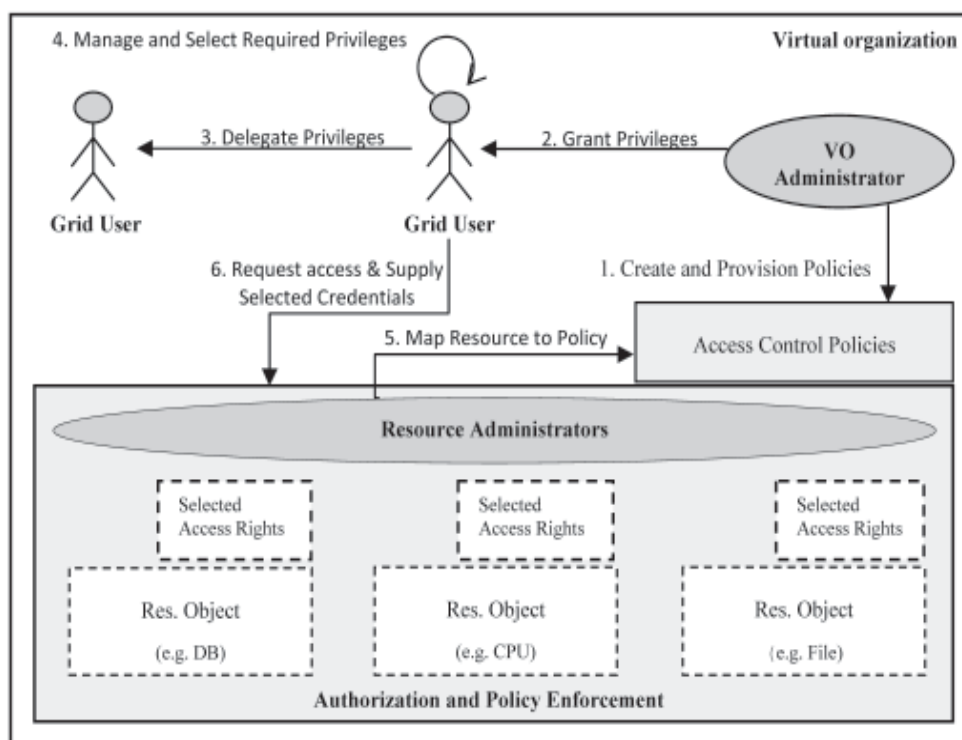 4. Manage and Select Required Privileges
Virtual organization
3. Delegate Privileges
2. Grant Privileges
VO
Administrator
Grid User
Grid User
6. Request access & Supply
Selected Credentials
1. Create and Provision Policies
5. Map Resource to Policy
Access Control Policies
Resource Administrators
Selected
Access Rights
Selected
Access Rights
Selected
Access Rights
Res. Object
(e.g. DB)
Res. Object
(e.g. CPU)
Res. Object
(e.g. File)
Authorization and Policy Enforcement